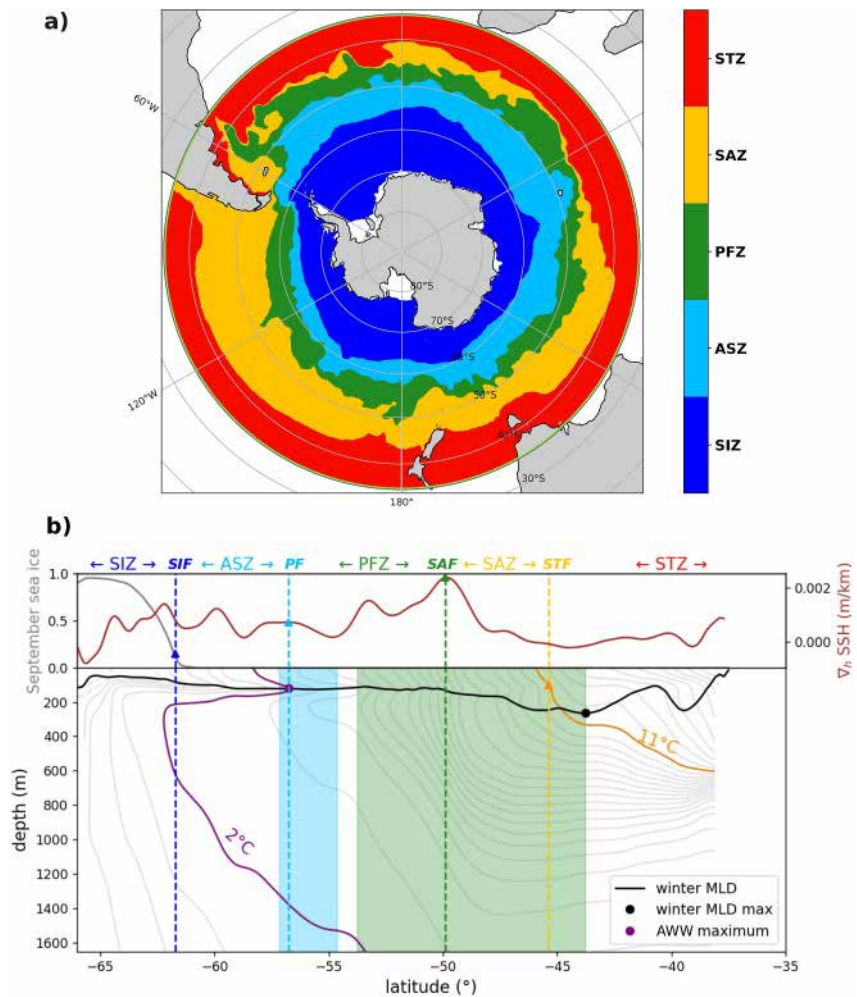 a)
60°W
120°W
180°
80°S
70°S
60°S
50°S
40°S
30°S
STZ
SAZ
PFZ
ASZ
SIZ
b)
← SIZ → SIF ← ASZ → PF ← PFZ → SAF ← SAZ → STF ← STZ →
September sea ice
1.0
0.5
0.0
0.002
0.000
∇ₕ SSH (m/km)
depth (m)
200
400
600
800
1000
1200
1400
1600
2°C
11°C
winter MLD
winter MLD max
AWW maximum
−65 −60 −55 −50 −45 −40 −35
latitude (°)